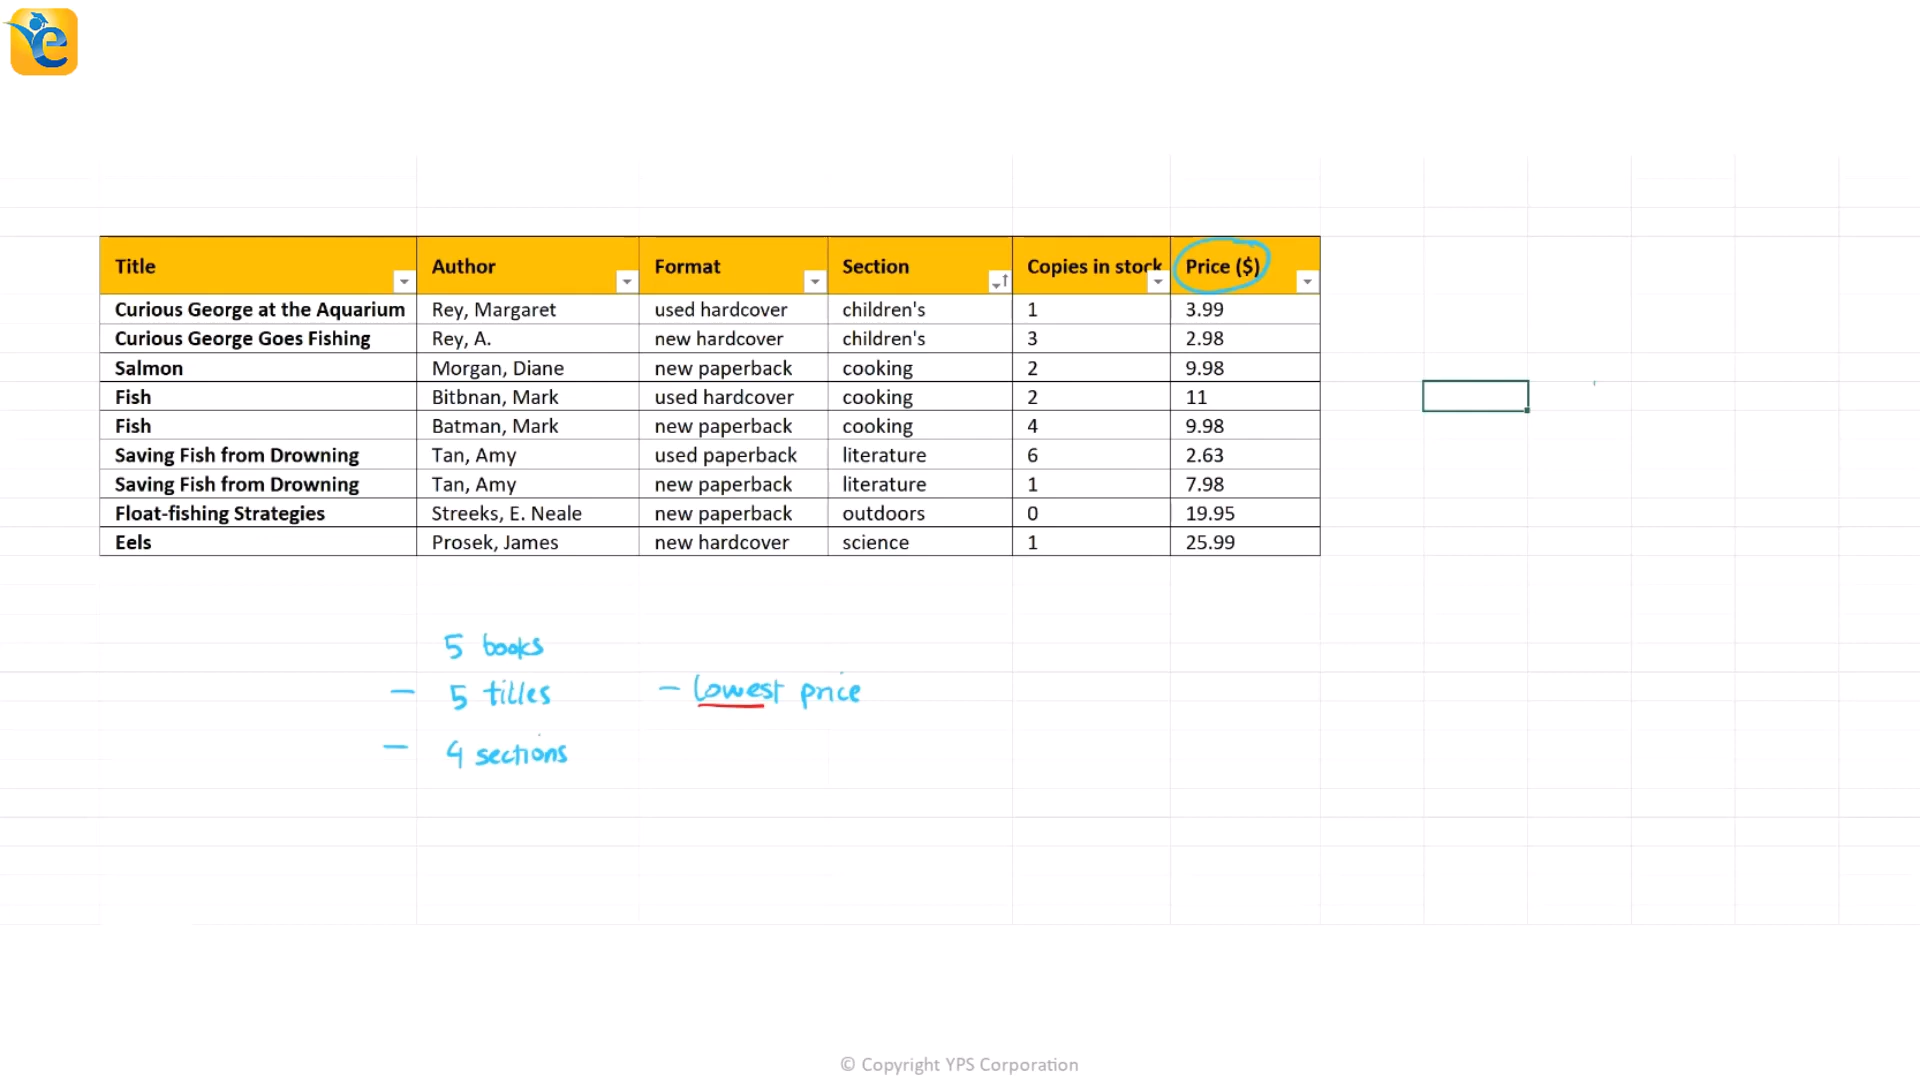 e
Title Author Format Section Copies in stock Price ($)
Curious George at the Aquarium Rey, Margaret used hardcover children's 1 3.99
Curious George Goes Fishing Rey, A. new hardcover children's 3 2.98
Salmon Morgan, Diane new paperback cooking 2 9.98
Fish Bitbnan, Mark used hardcover cooking 2 11
Fish Batman, Mark new paperback cooking 4 9.98
Saving Fish from Drowning Tan, Amy used paperback literature 6 2.63
Saving Fish from Drowning Tan, Amy new paperback literature 1 7.98
Float-fishing Strategies Streeks, E. Neale new paperback outdoors 0 19.95
Eels Prosek, James new hardcover science 1 25.99
5 books
– 5 titles – lowest price
– 4 sections
© Copyright YPS Corporation